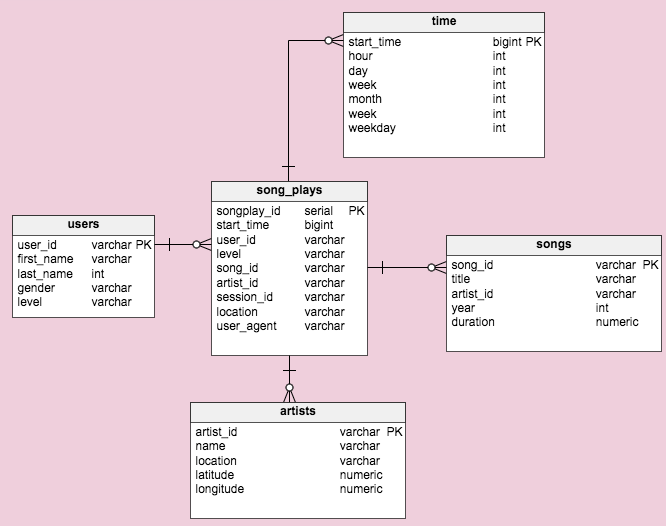 time
start_time bigint PK
hour int
day int
week int
month int
week int
weekday int
song_plays
songplay_id serial PK
start_time bigint
user_id varchar
level varchar
song_id varchar
artist_id varchar
session_id varchar
location varchar
user_agent varchar
users
user_id varchar PK
first_name varchar
last_name int
gender varchar
level varchar
songs
song_id varchar PK
title varchar
artist_id varchar
year int
duration numeric
artists
artist_id varchar PK
name varchar
location varchar
latitude numeric
longitude numeric